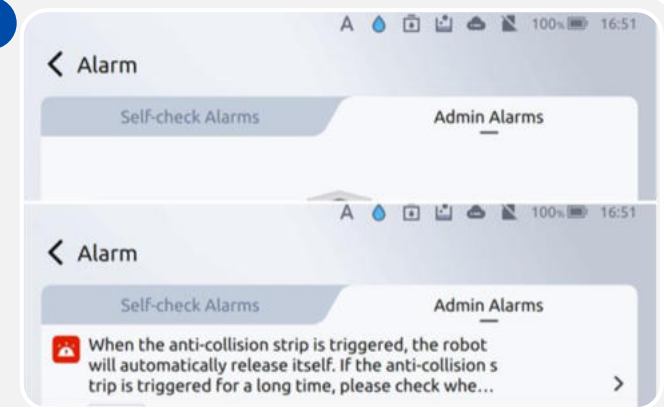 A 100% 16:51
Alarm
Self-check Alarms Admin Alarms
A 100% 16:51
Alarm
Self-check Alarms Admin Alarms
When the anti-collision strip is triggered, the robot
will automatically release itself. If the anti-collision s
trip is triggered for a long time, please check whe...